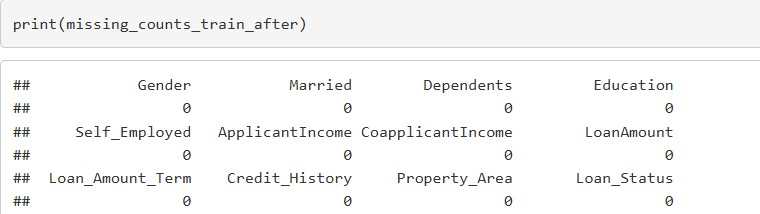 print(missing_counts_train_after)
## Gender Married Dependents Education
## 0 0 0 0
## Self_Employed ApplicantIncome CoapplicantIncome LoanAmount
## 0 0 0 0
## Loan_Amount_Term Credit_History Property_Area Loan_Status
## 0 0 0 0